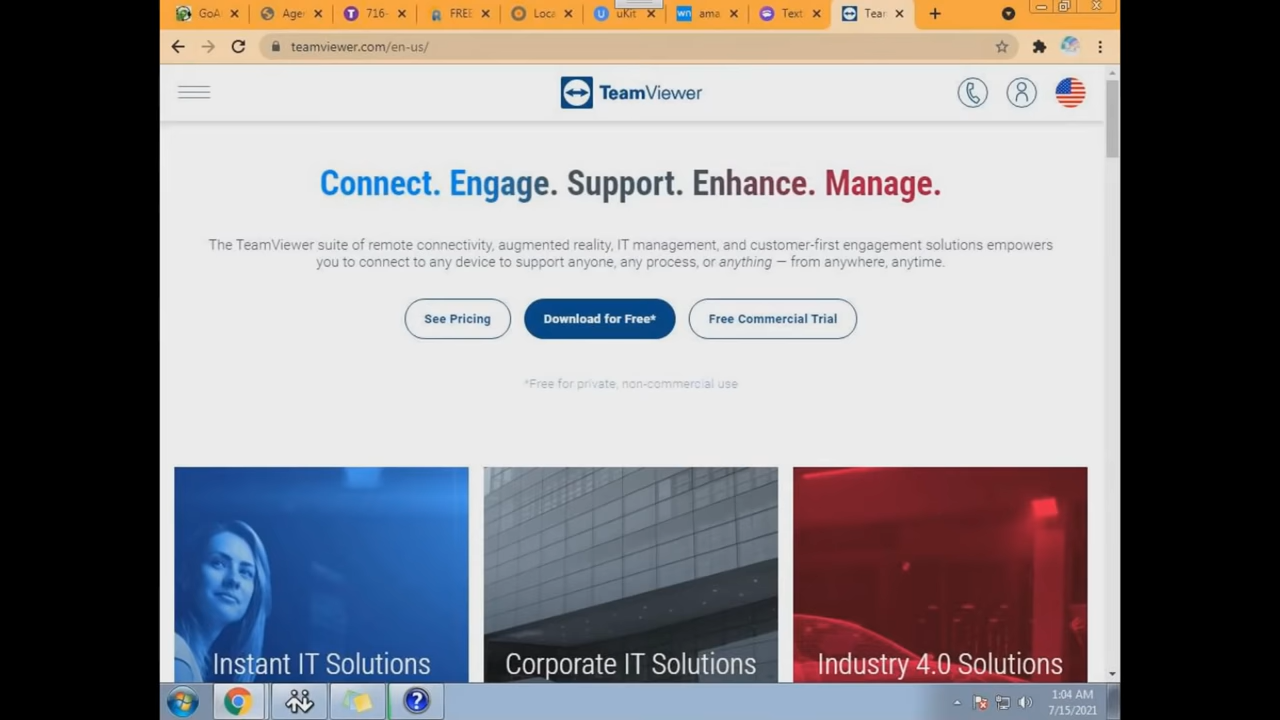 GoA
Agen
716-
FREE
Loca
uKit
ama
Text
Tear
teamviewer.com/en-us/
TeamViewer
Connect. Engage. Support. Enhance. Manage.
The TeamViewer suite of remote connectivity, augmented reality, IT management, and customer-first engagement solutions empowers
you to connect to any device to support anyone, any process, or anything — from anywhere, anytime.
See Pricing
Download for Free*
Free Commercial Trial
*Free for private, non-commercial use
Instant IT Solutions
Corporate IT Solutions
Industry 4.0 Solutions
1:04 AM
7/15/2021